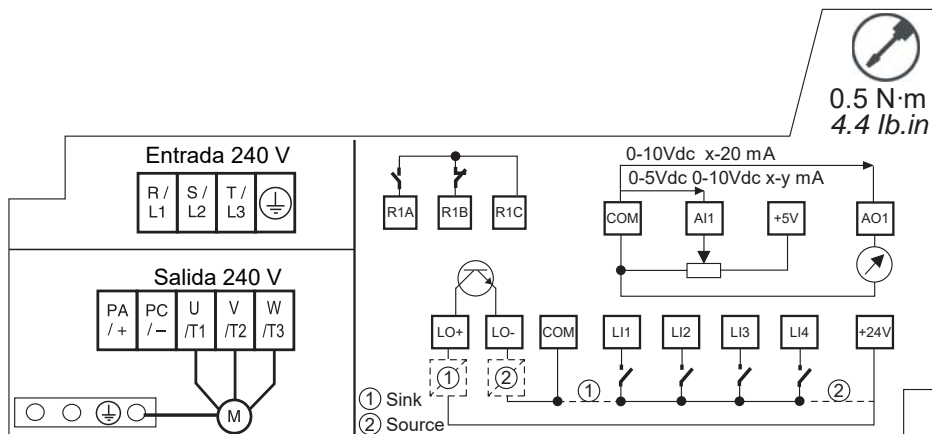 0.5 N·m
4.4 lb.in
Entrada 240 V
R / L1
S / L2
T / L3
Salida 240 V
PA / +
PC / –
U /T1
V /T2
W /T3
M
R1A
R1B
R1C
0-10Vdc x-20 mA
0-5Vdc 0-10Vdc x-y mA
COM
AI1
+5V
AO1
LO+
LO-
COM
LI1
LI2
LI3
LI4
+24V
1
2
1
2
① Sink
② Source